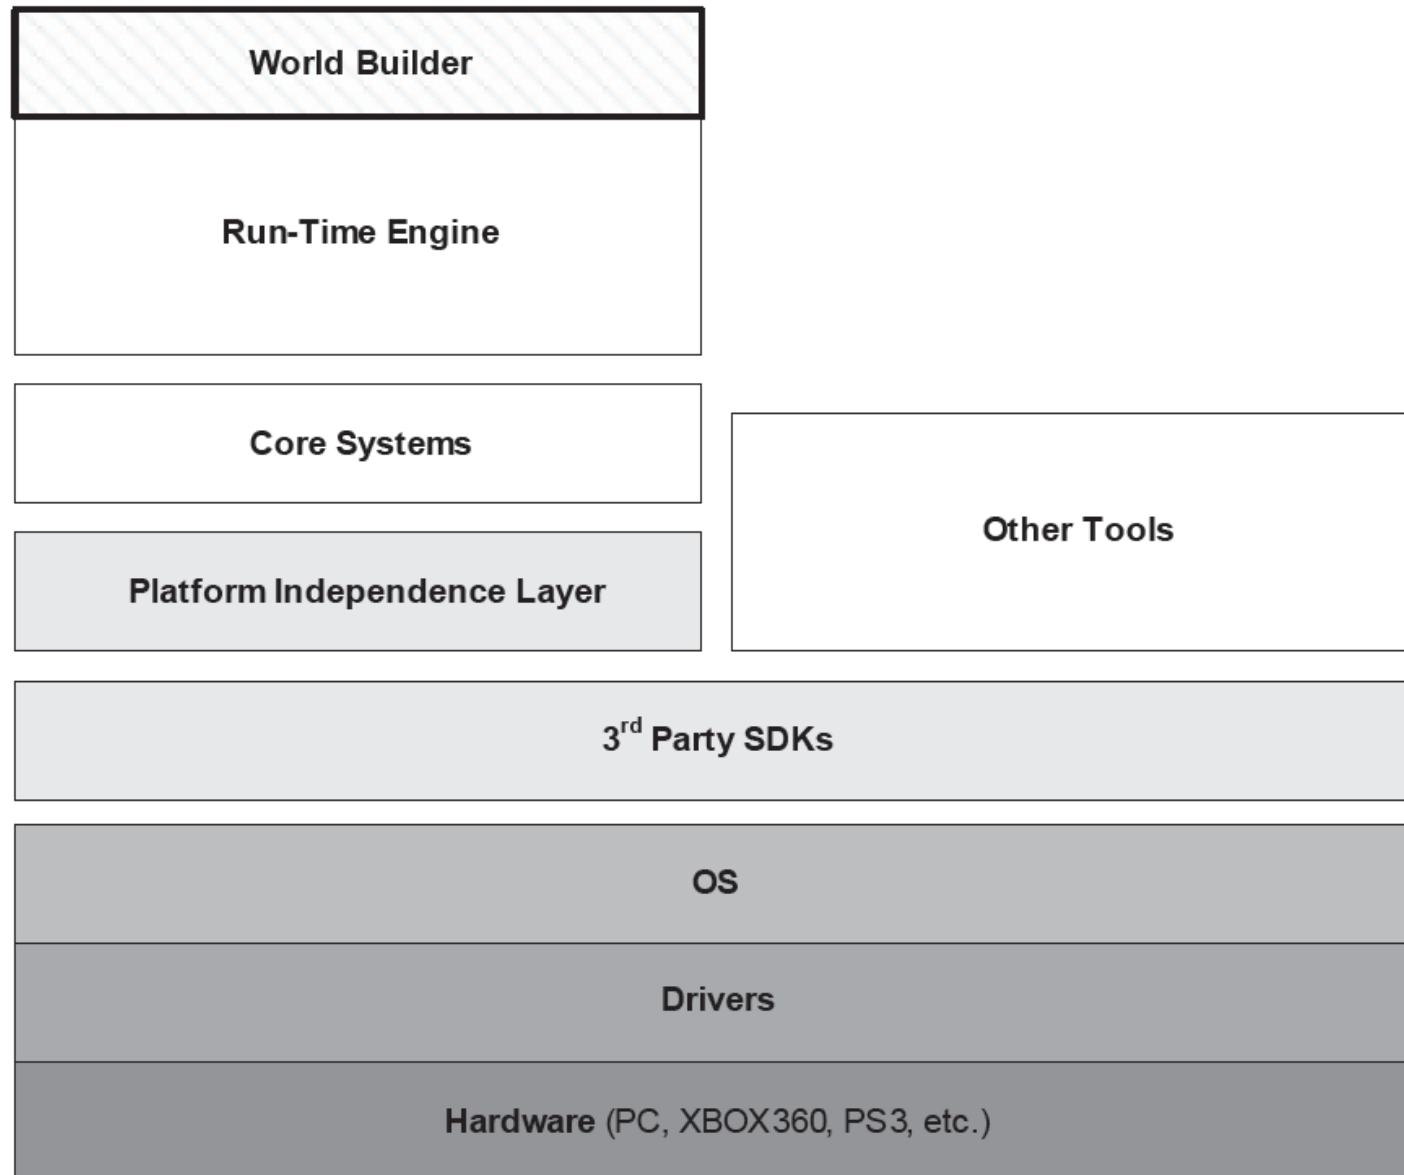 World Builder
Run-Time Engine
Core Systems
Other Tools
Platform Independence Layer
3rd Party SDKs
OS
Drivers
Hardware (PC, XBOX360, PS3, etc.)